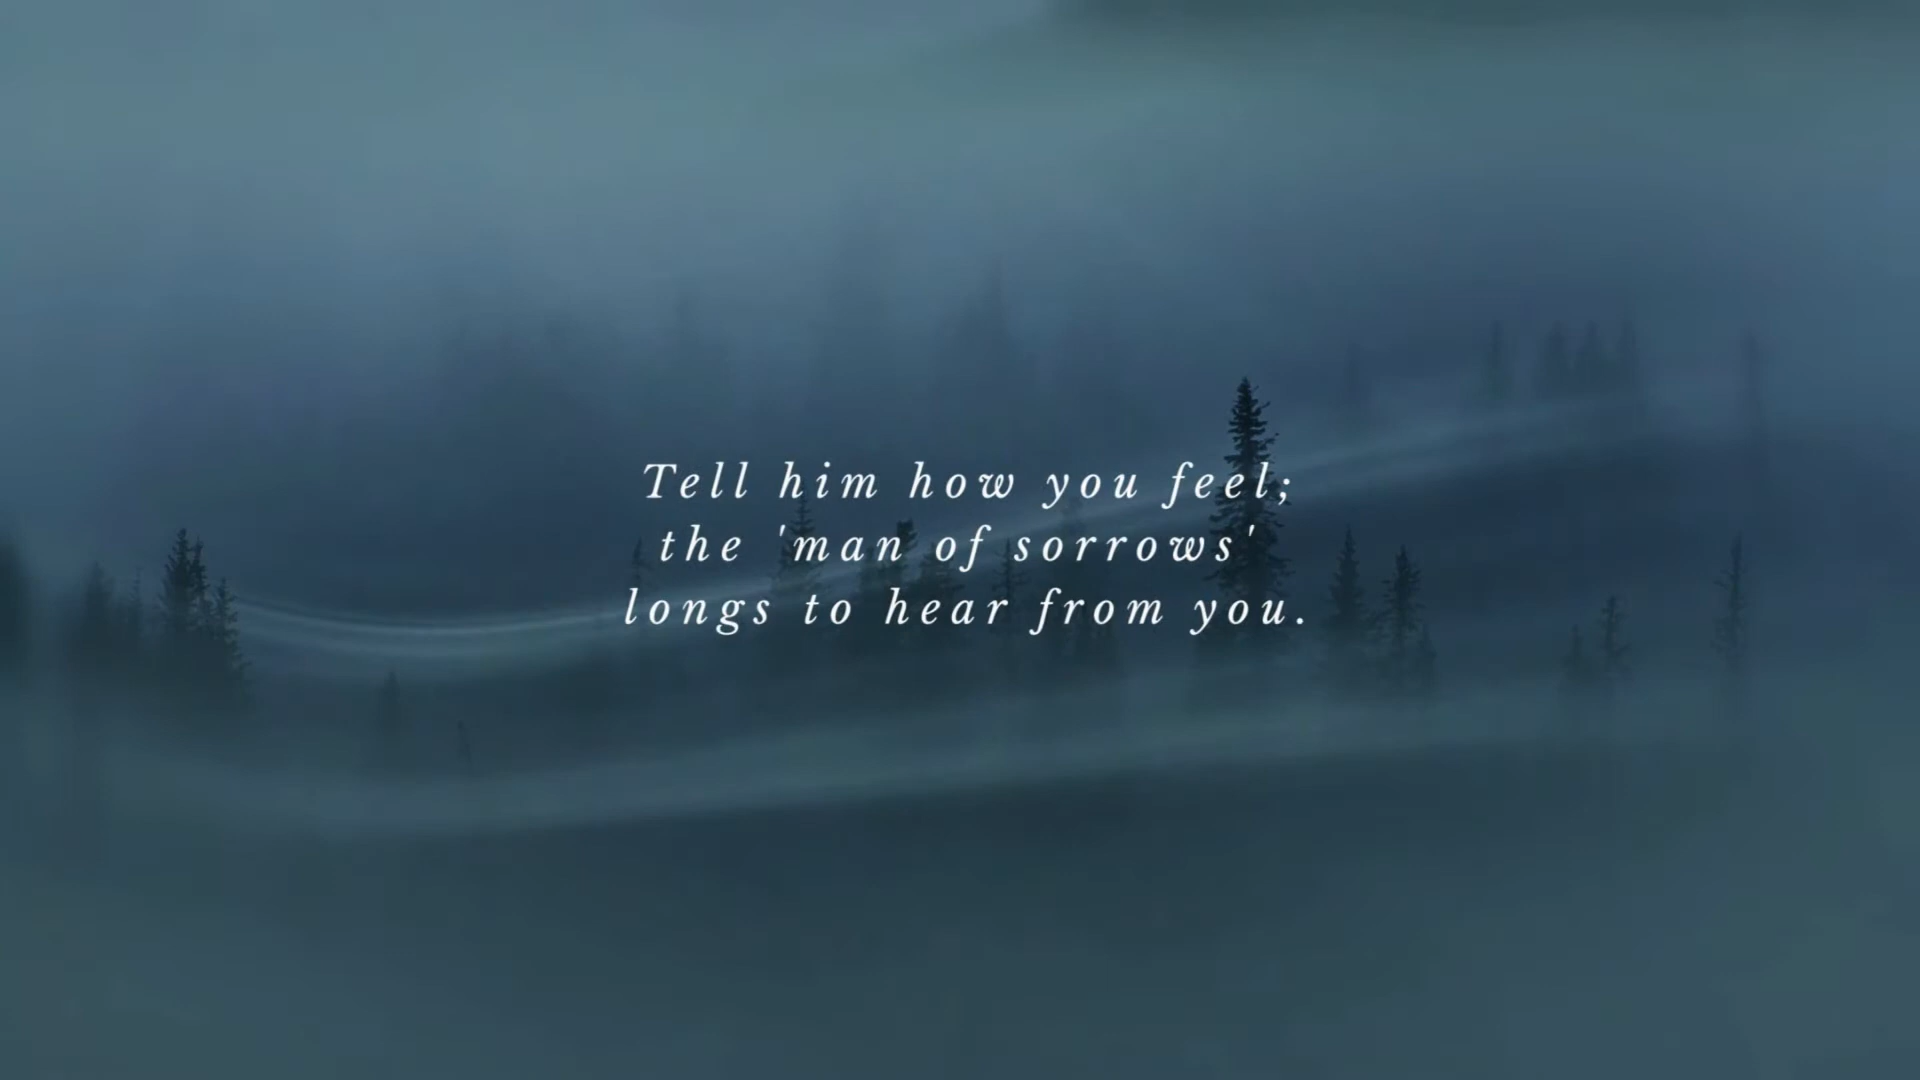 Tell him how you feel;
the 'man of sorrows'
longs to hear from you.